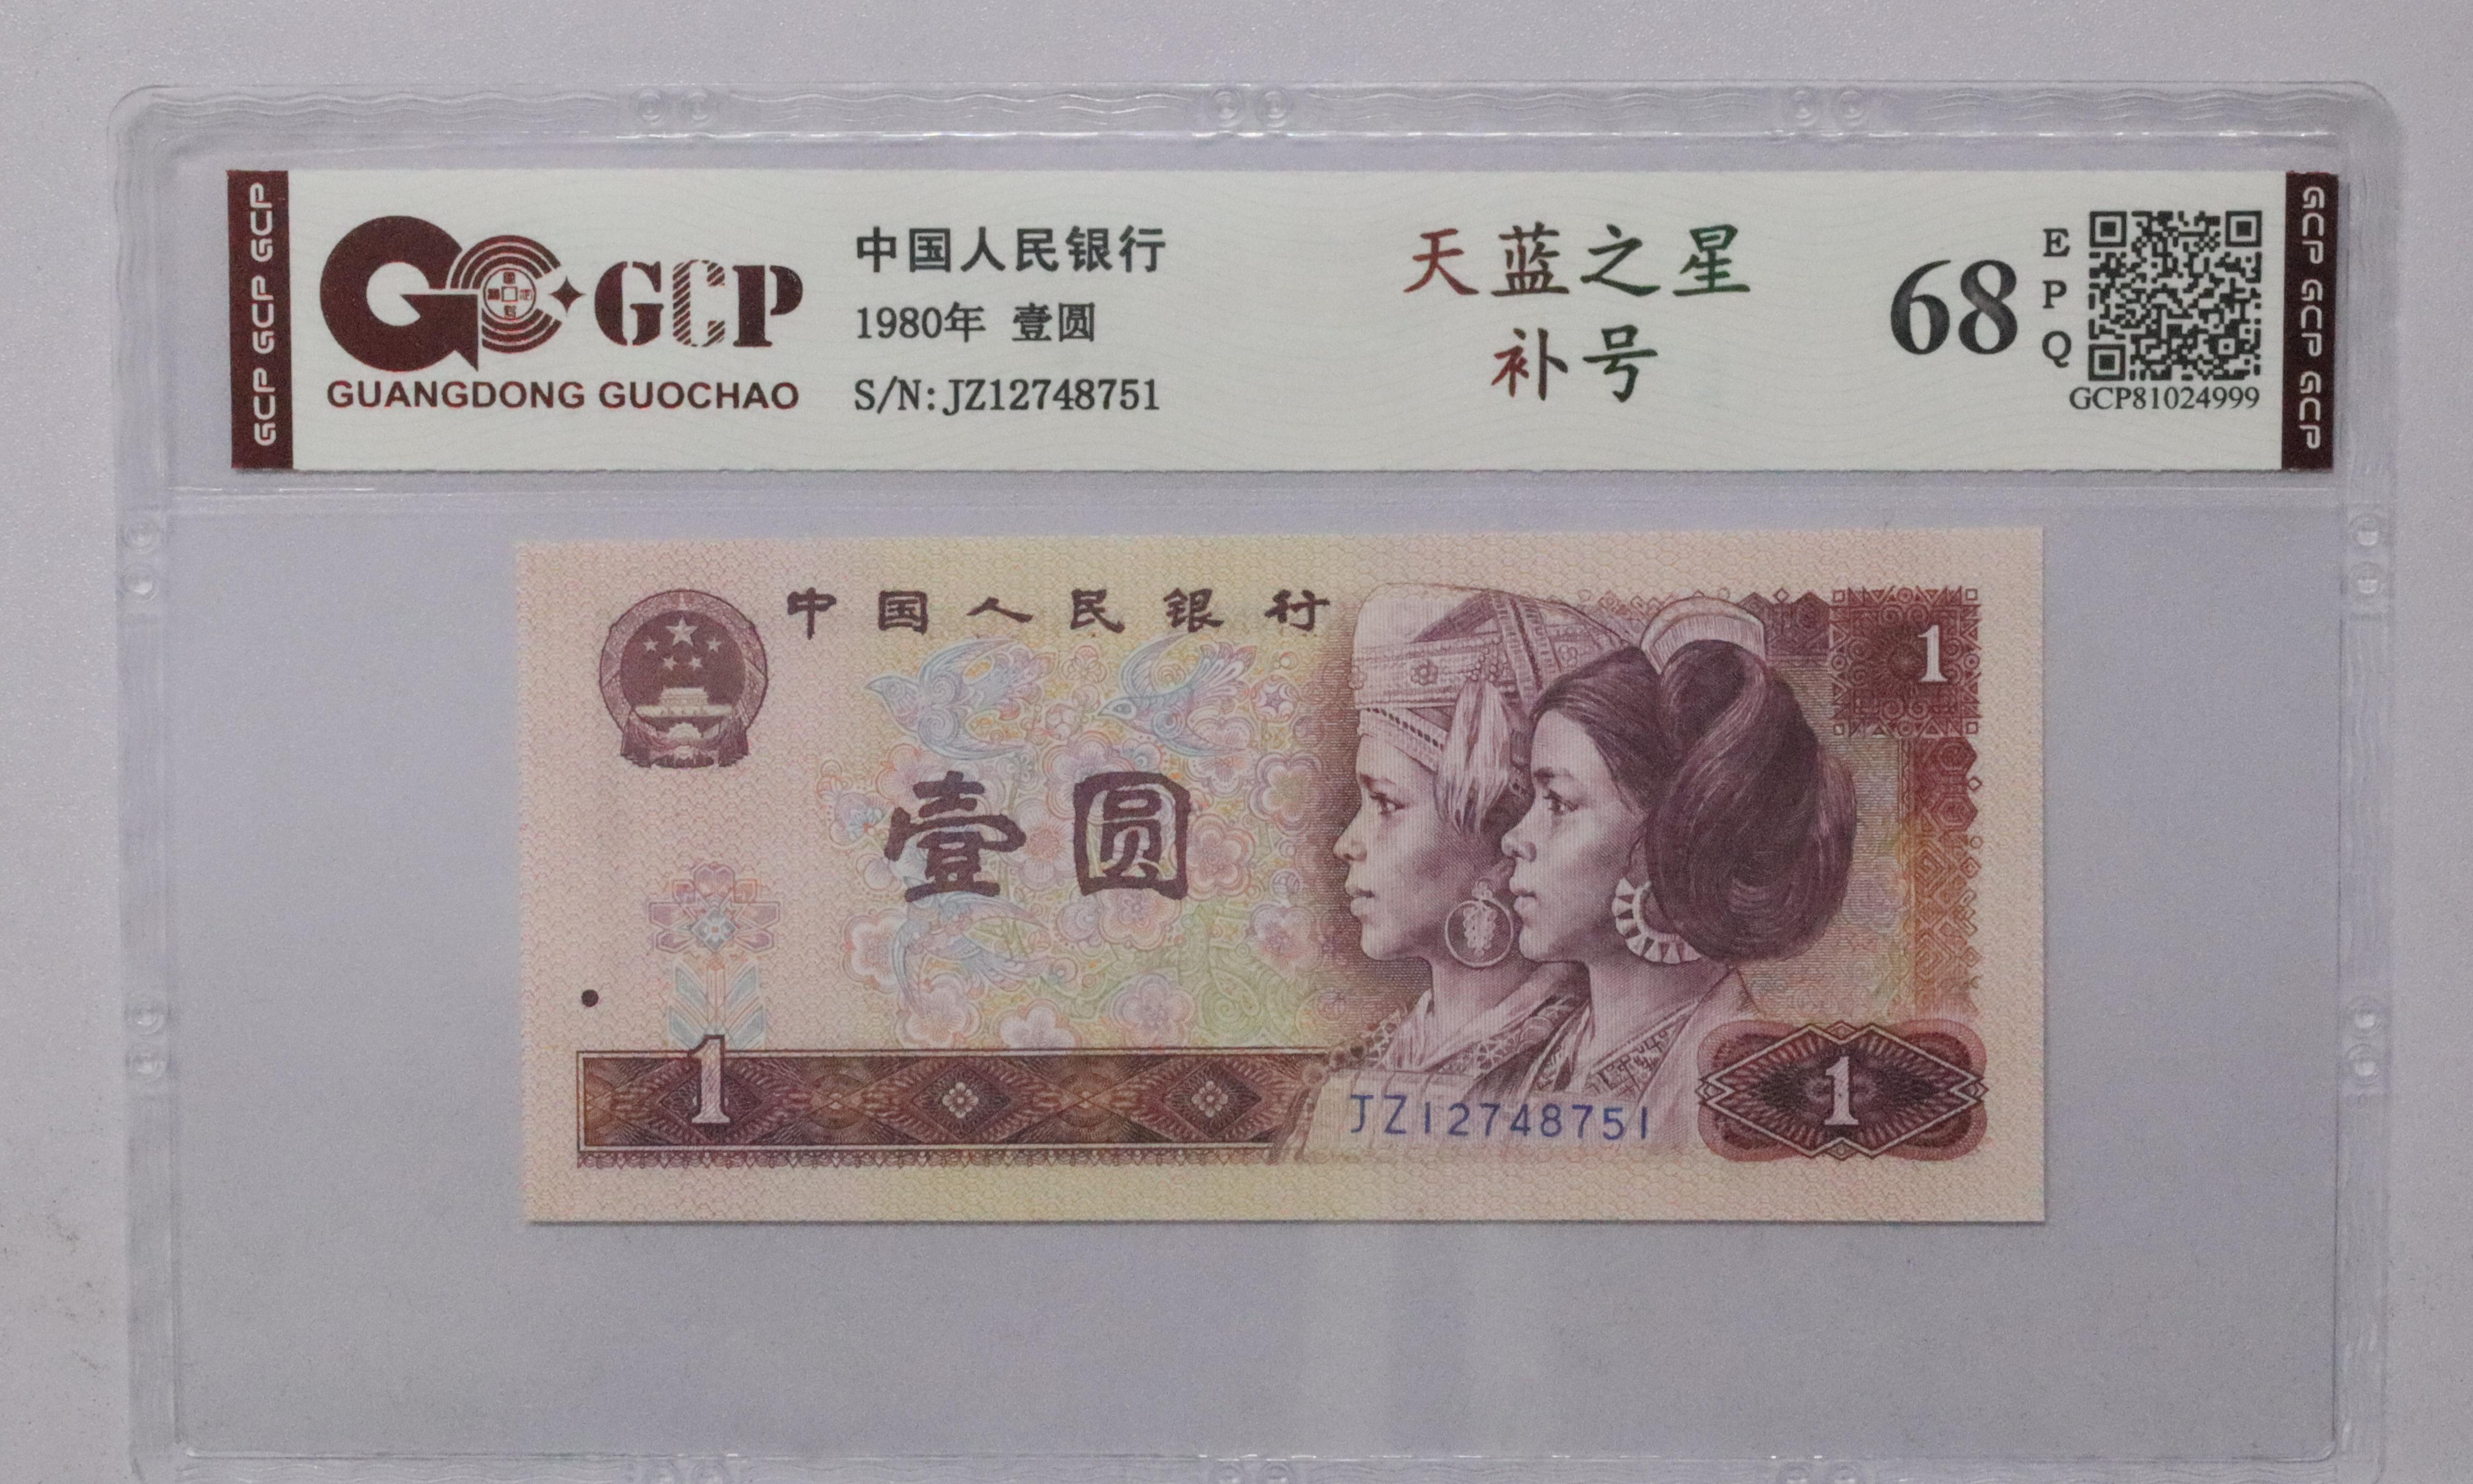 GCP GCP GCP GCP
GCP
GUANGDONG GUOCHAO
中国人民银行
1980年 壹圆
S/N: JZ12748751
天蓝之星
补号
68
EPQ
GCP81024999
GCP GCP GCP GCP
中国人民银行
1
壹圆
1
JZ12748751
1